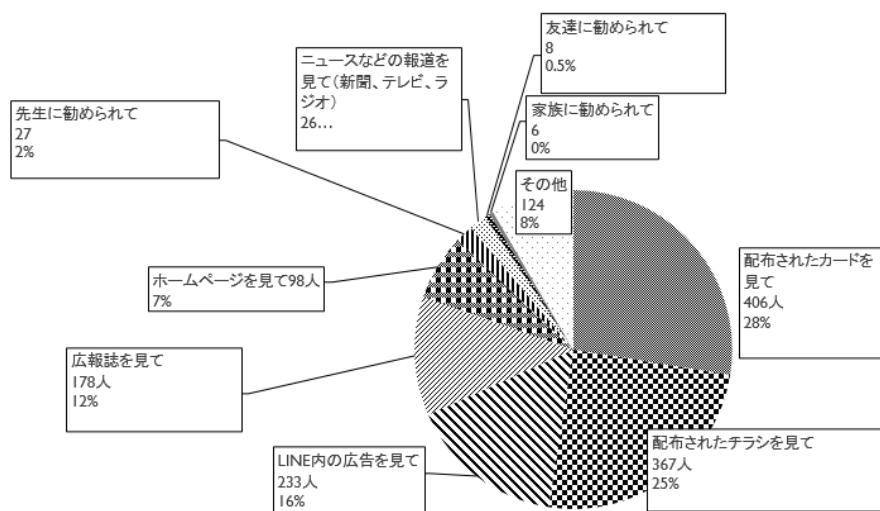 友達に勧められて
8
0.5%
ニュースなどの報道を
見て(新聞、テレビ、ラ
ジオ)
26…
先生に勧められて
27
2%
家族に勧められて
6
0%
その他
124
8%
配布されたカードを
見て
406人
28%
ホームページを見て98人
7%
広報誌を見て
178人
12%
配布されたチラシを見て
367人
25%
LINE内の広告を見て
233人
16%